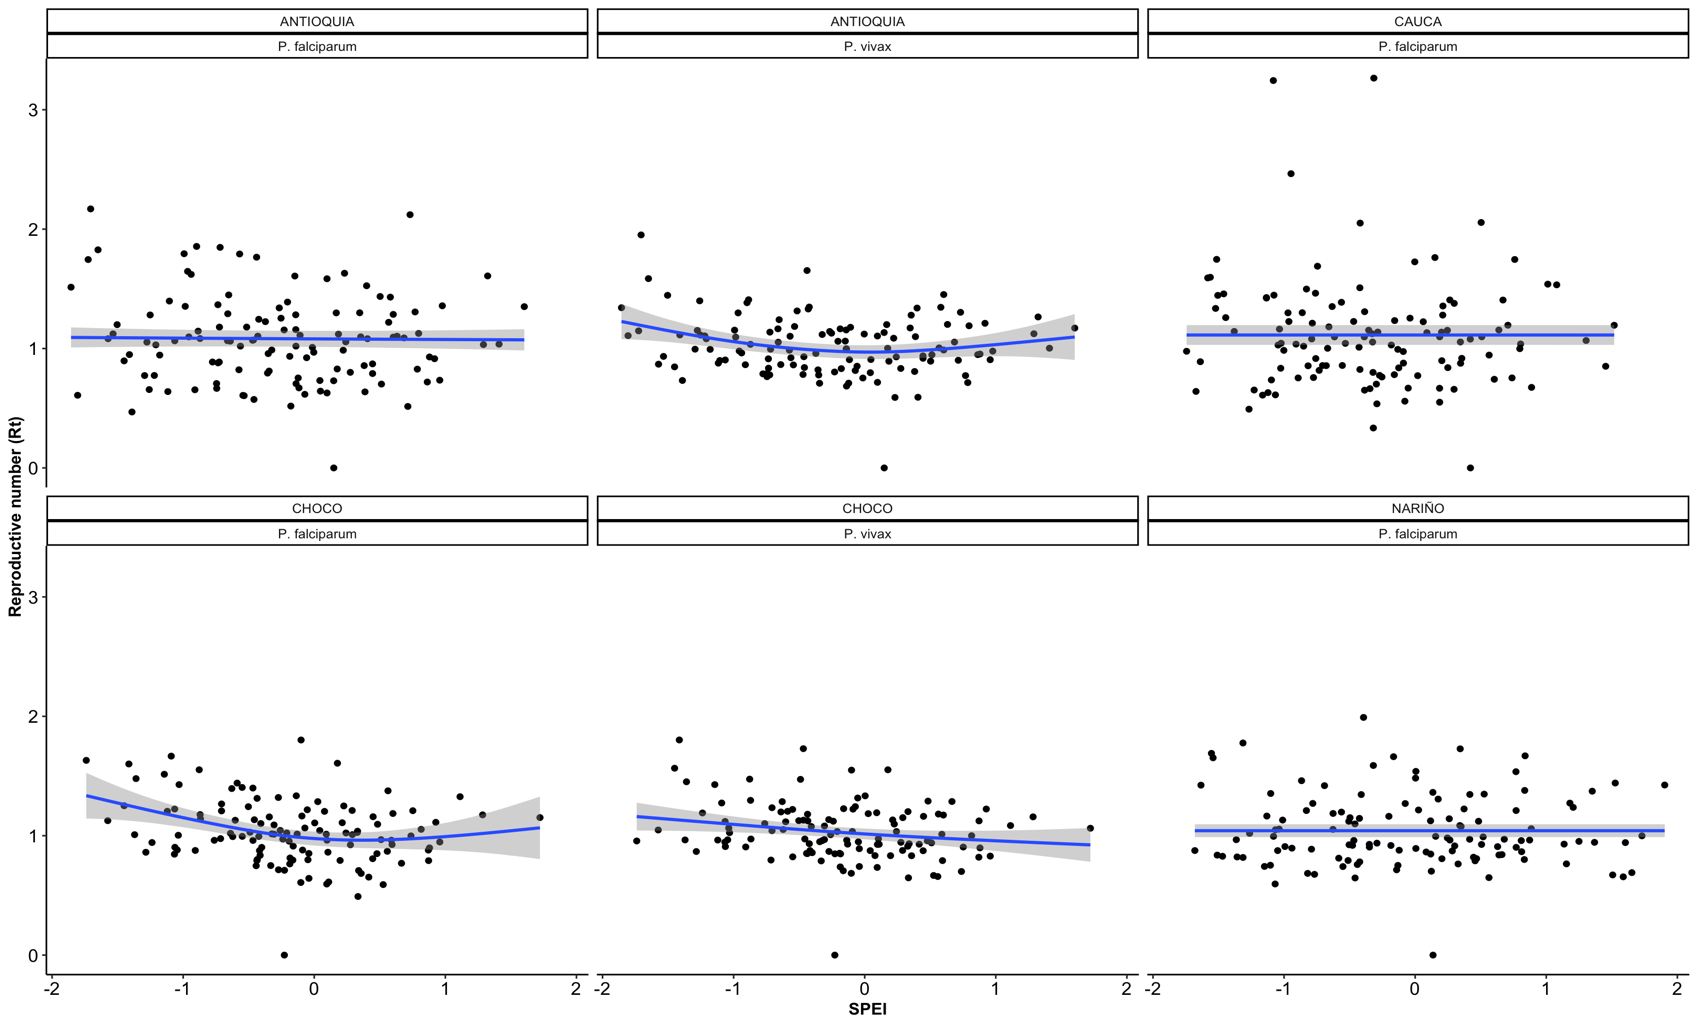 ANTIOQUIA
P. falciparum
ANTIOQUIA
P. vivax
CAUCA
P. falciparum
3
2
1
0
CHOCO
P. falciparum
CHOCO
P. vivax
NARIÑO
P. falciparum
3
2
1
0
Reproductive number (Rt)
-2 -1 0 1 2
-2 -1 0 1 2
-2 -1 0 1 2
SPEI